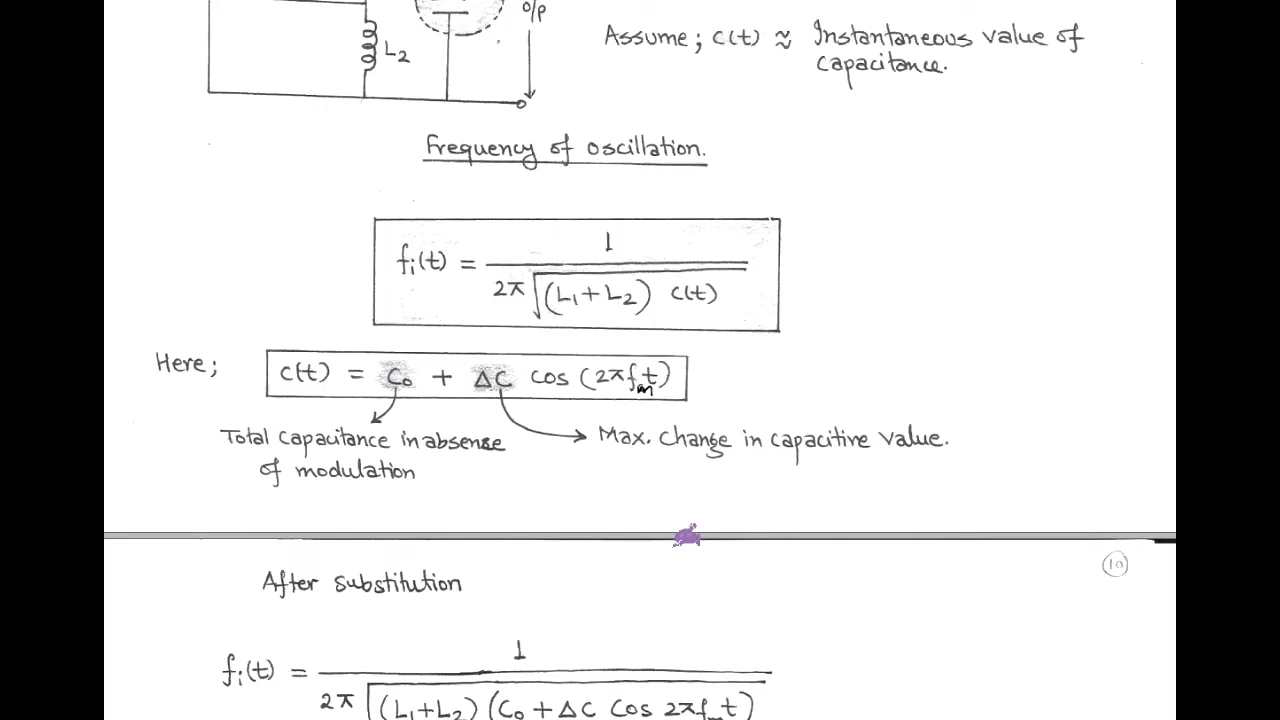 o/p
L₂
Assume; c(t) ≈ Instantaneous value of
capacitance.
Frequency of oscillation.
fᵢ(t) = 1 / 2π√(L₁+L₂) c(t)
Here; c(t) = C₀ + ΔC cos (2πfₘt)
Total capacitance in absense
of modulation
Max. change in capacitive value.
10
After substitution
fᵢ(t) = 1 / 2π√(L₁+L₂) (C₀ + ΔC Cos 2πfₘt)